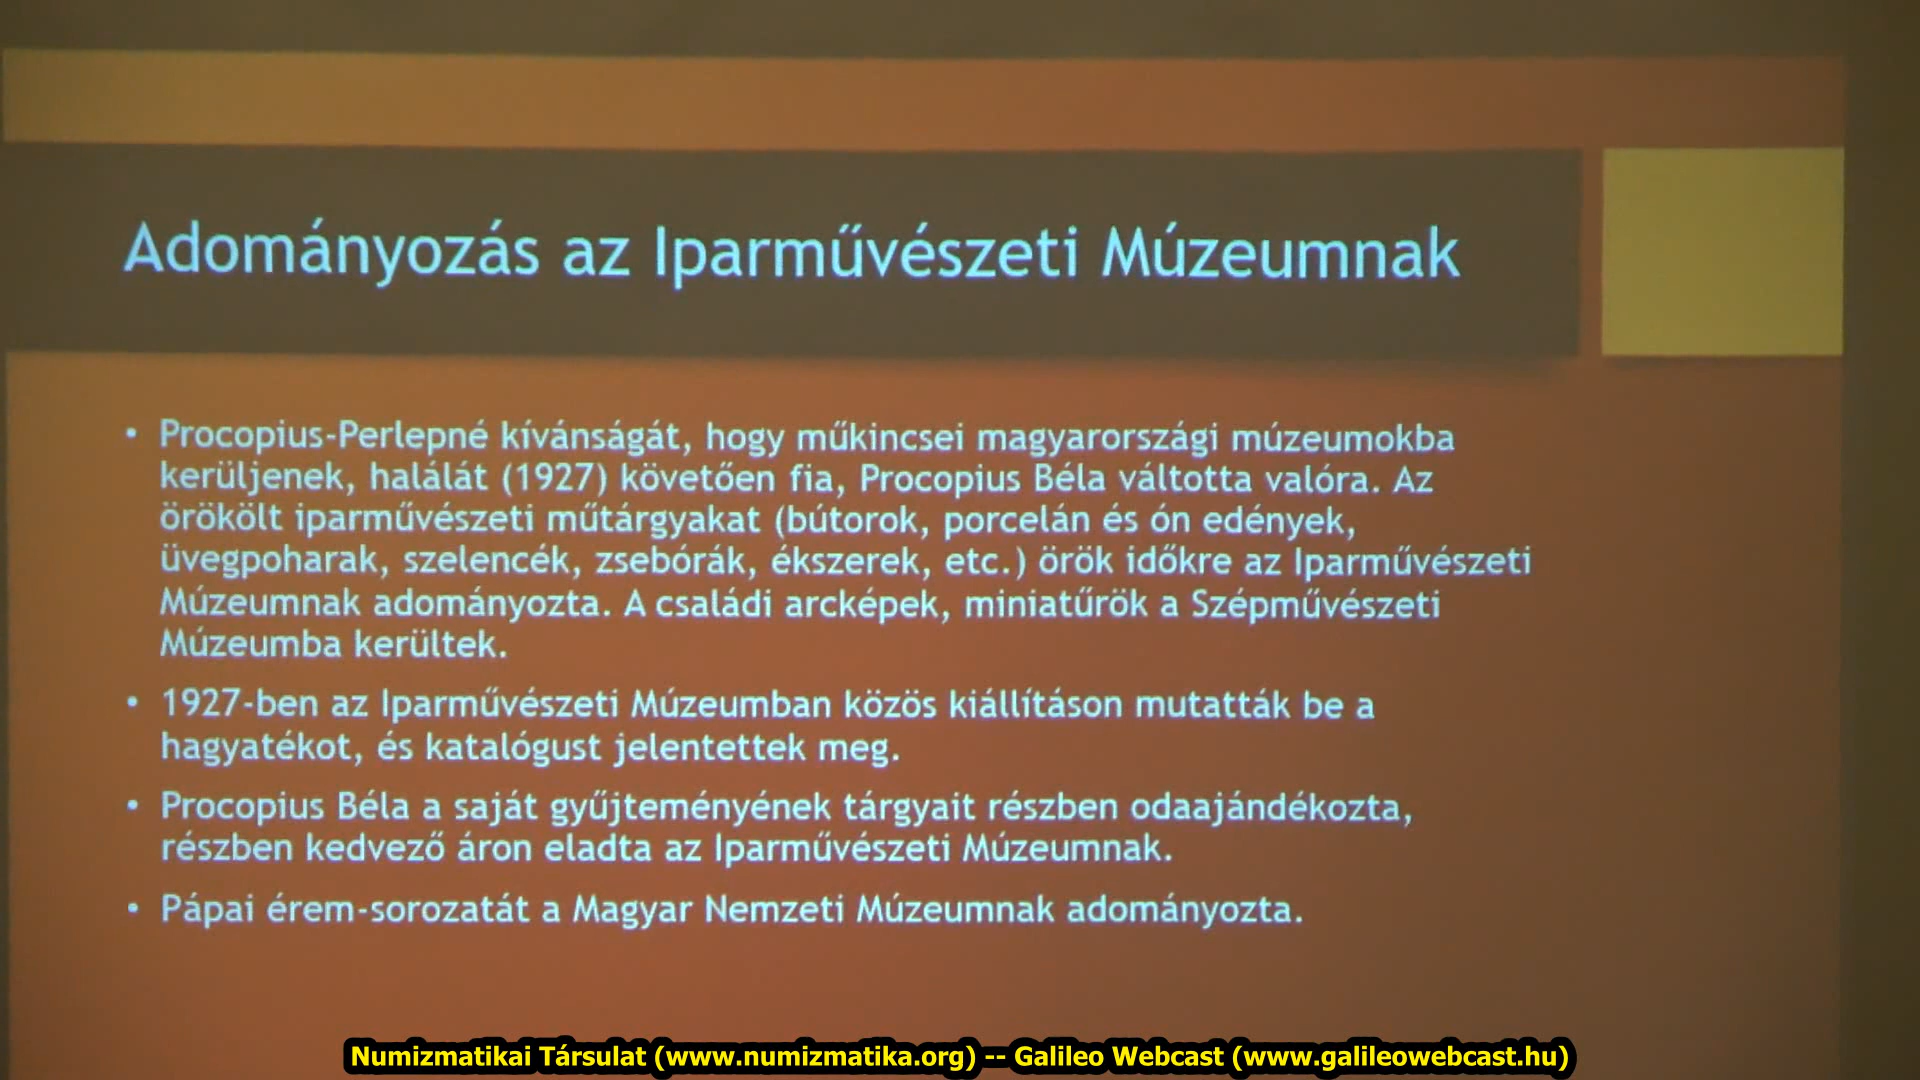 Adományozás az Iparművészeti Múzeumnak
• Procopius-Perlepné kívánságát, hogy műkincsei magyarországi múzeumokba
kerüljenek, halálát (1927) követően fia, Procopius Béla váltotta valóra. Az
örökölt iparművészeti műtárgyakat (bútorok, porcelán és ón edények,
üvegpoharak, szelencék, zsebórák, ékszerek, etc.) örök időkre az Iparművészeti
Múzeumnak adományozta. A családi arcképek, miniatűrök a Szépművészeti
Múzeumba kerültek.
• 1927-ben az Iparművészeti Múzeumban közös kiállításon mutatták be a
hagyatékot, és katalógust jelentettek meg.
• Procopius Béla a saját gyűjteményének tárgyait részben odaajándékozta,
részben kedvező áron eladta az Iparművészeti Múzeumnak.
• Pápai érem-sorozatát a Magyar Nemzeti Múzeumnak adományozta.
Numizmatikai Társulat (www.numizmatika.org) -- Galileo Webcast (www.galileowebcast.hu)